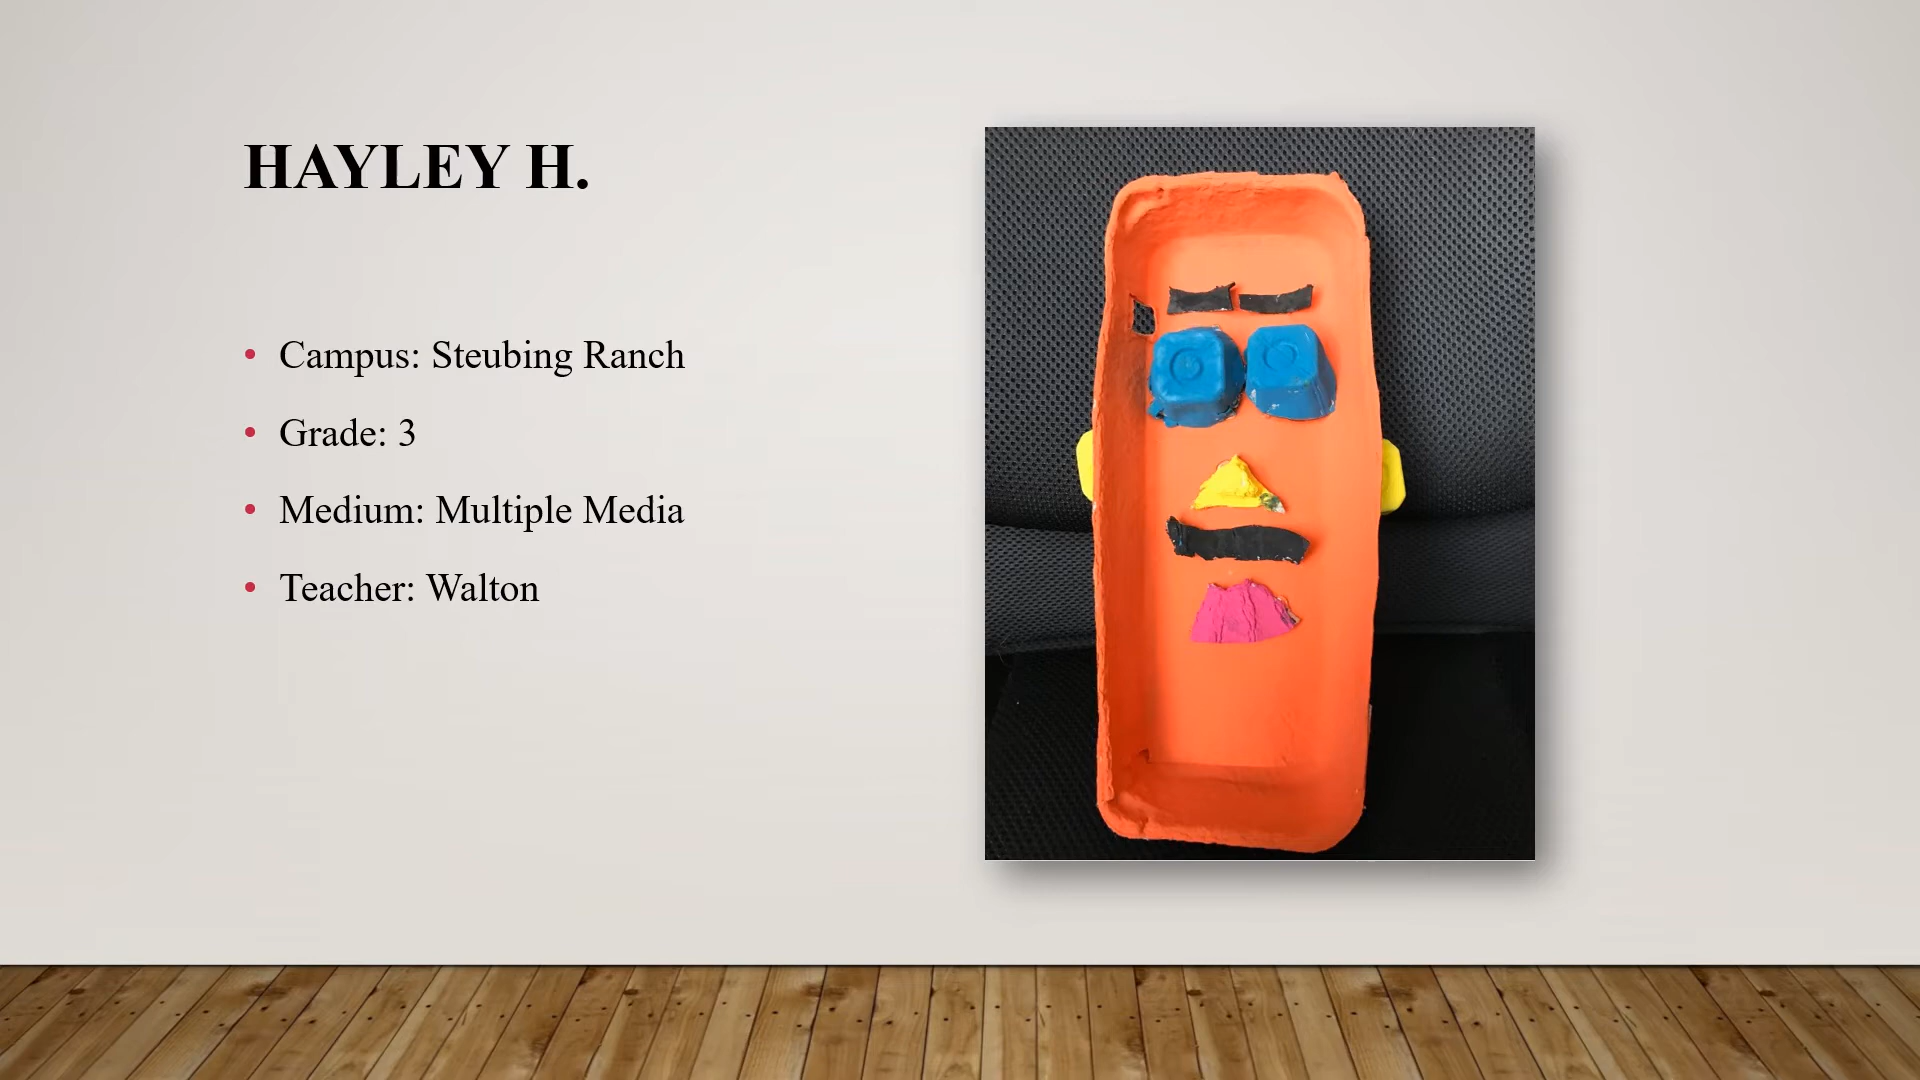 HAYLEY H.
Campus: Steubing Ranch
Grade: 3
Medium: Multiple Media
Teacher: Walton